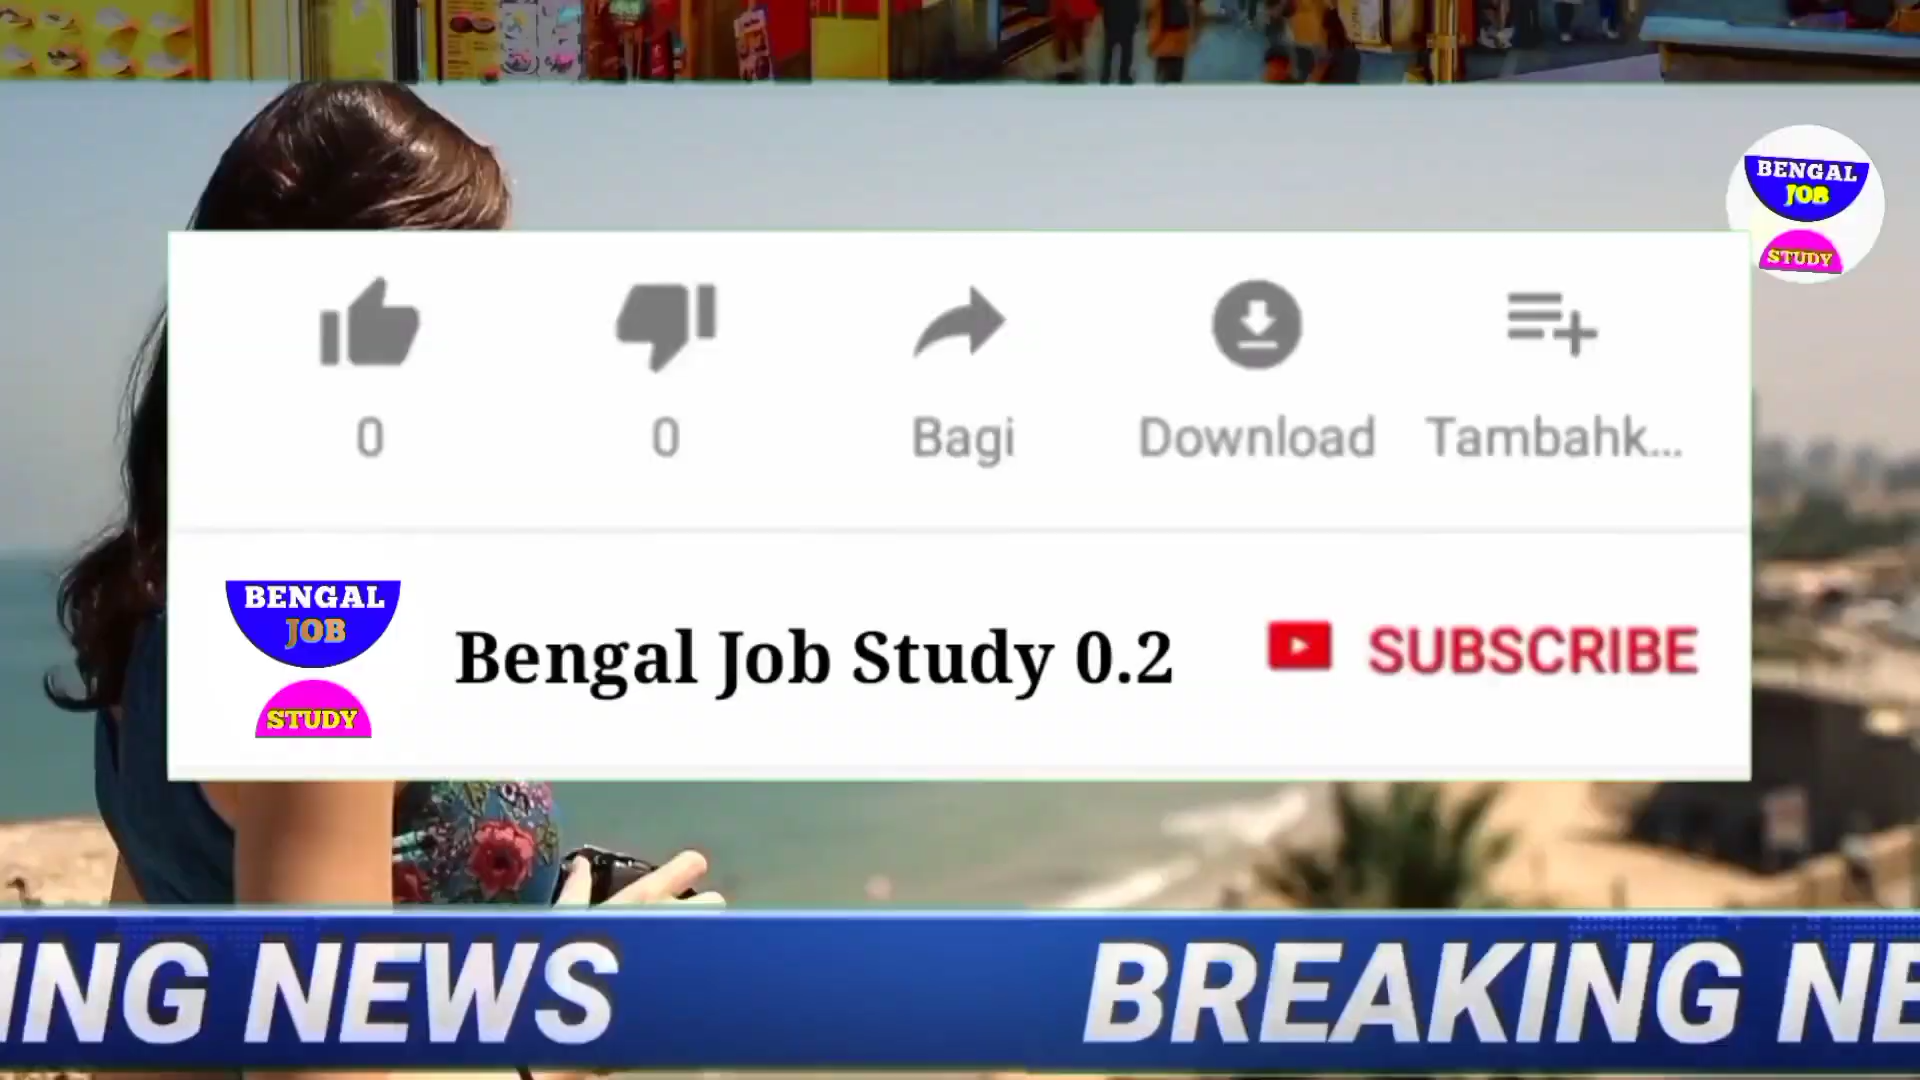 BENGAL
JOB
STUDY
0
0
Bagi
Download
Tambahk...
BENGAL
JOB
STUDY
Bengal Job Study 0.2
SUBSCRIBE
ING NEWS
BREAKING NE